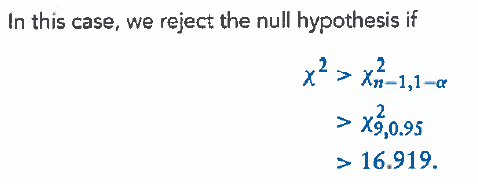 In this case, we reject the null hypothesis if
χ² > χ²ₙ₋₁,₁₋α
> χ²₉,₀.₉₅
> 16.919.